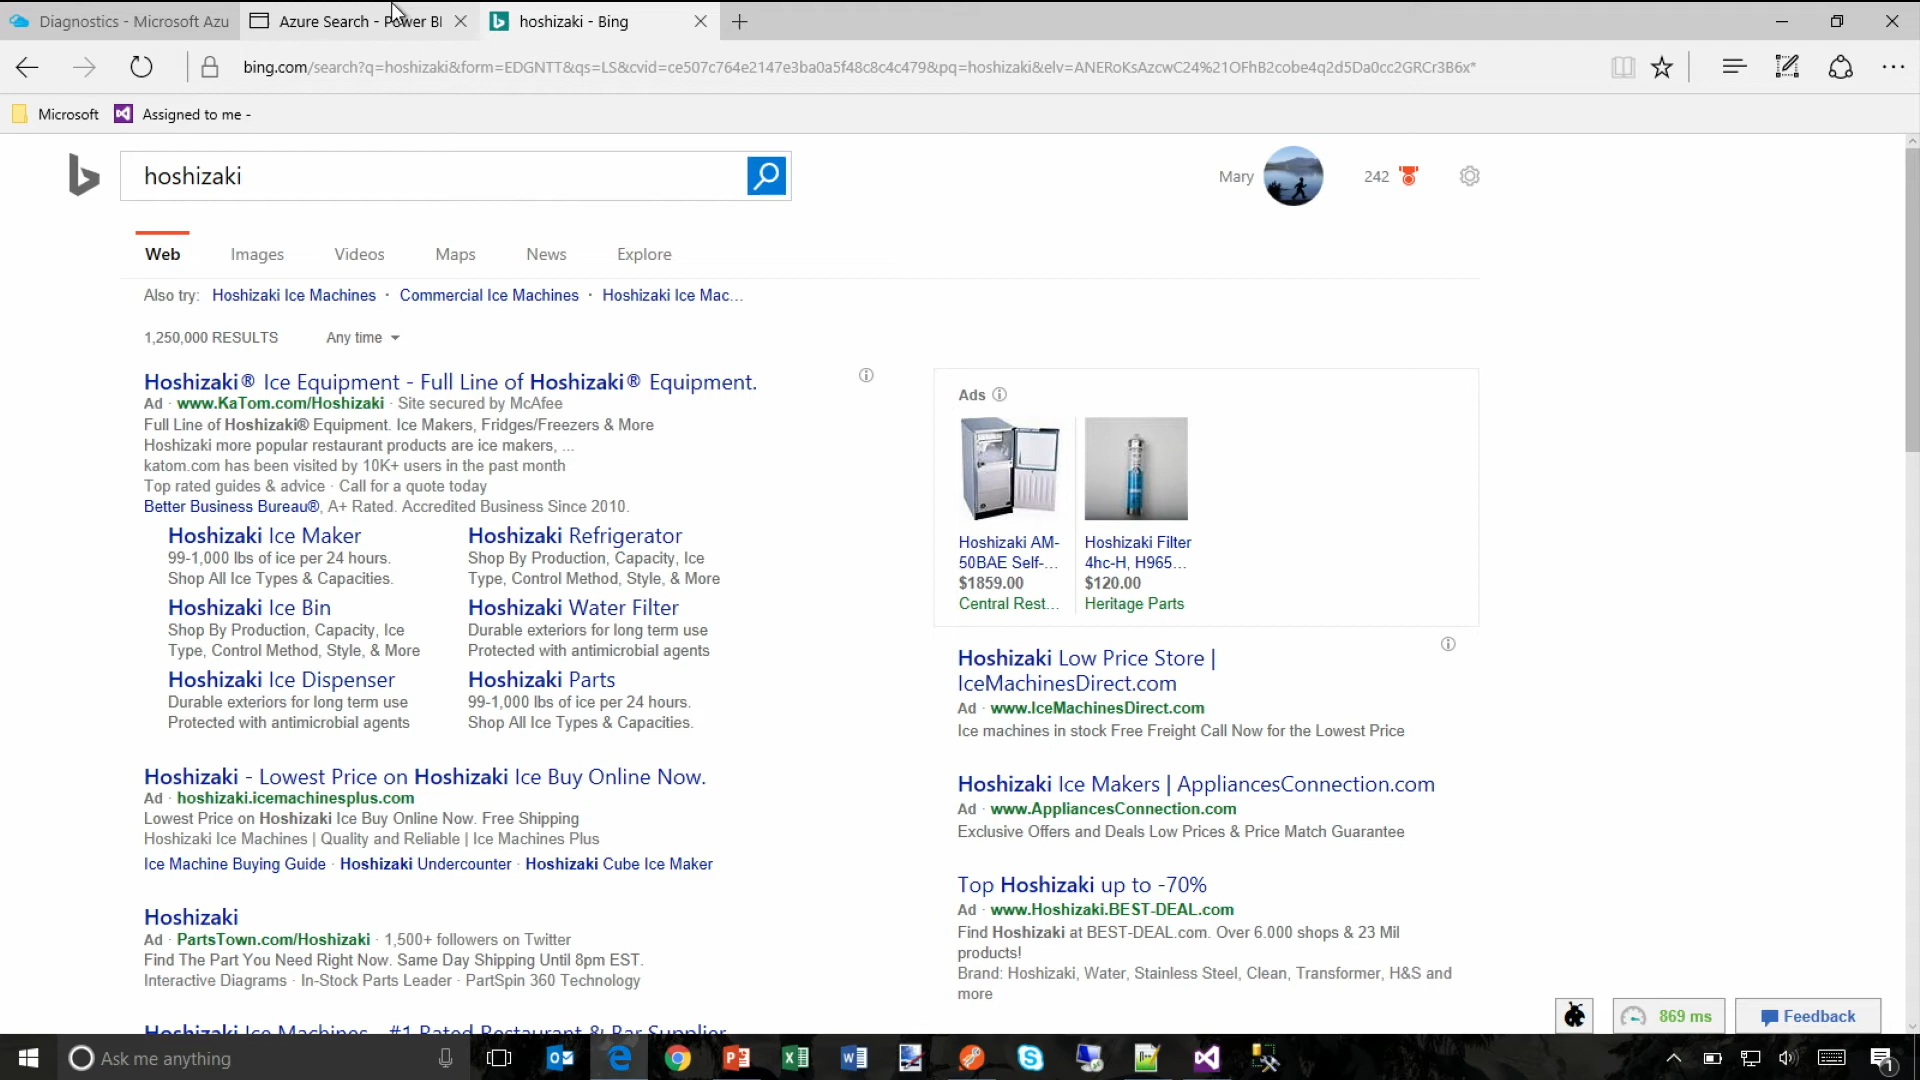 Diagnostics - Microsoft Azu
Azure Search - Power BI
hoshizaki - Bing
bing.com/search?q=hoshizaki&form=EDGNTT&qs=LS&cvid=ce507c764e2147e3ba0a5f48c8c4c479&pq=hoshizaki&elv=ANERoKsAzcwC24%21OFhB2cobe4q2d5Da0cc2GRCr3B6x*
Microsoft
Assigned to me -
hoshizaki
Mary
242
Web
Images
Videos
Maps
News
Explore
Also try: Hoshizaki Ice Machines · Commercial Ice Machines · Hoshizaki Ice Mac...
1,250,000 RESULTS
Any time
Hoshizaki® Ice Equipment - Full Line of Hoshizaki® Equipment.
Ad · www.KaTom.com/Hoshizaki · Site secured by McAfee
Full Line of Hoshizaki® Equipment. Ice Makers, Fridges/Freezers & More
Hoshizaki more popular restaurant products are ice makers, ...
katom.com has been visited by 10K+ users in the past month
Top rated guides & advice · Call for a quote today
Better Business Bureau®, A+ Rated. Accredited Business Since 2010.
Hoshizaki Ice Maker
99-1,000 lbs of ice per 24 hours.
Shop All Ice Types & Capacities.
Hoshizaki Refrigerator
Shop By Production, Capacity, Ice
Type, Control Method, Style, & More
Hoshizaki Ice Bin
Shop By Production, Capacity, Ice
Type, Control Method, Style, & More
Hoshizaki Water Filter
Durable exteriors for long term use
Protected with antimicrobial agents
Hoshizaki Ice Dispenser
Durable exteriors for long term use
Protected with antimicrobial agents
Hoshizaki Parts
99-1,000 lbs of ice per 24 hours.
Shop All Ice Types & Capacities.
Hoshizaki - Lowest Price on Hoshizaki Ice Buy Online Now.
Ad · hoshizaki.icemachinesplus.com
Lowest Price on Hoshizaki Ice Buy Online Now. Free Shipping
Hoshizaki Ice Machines | Quality and Reliable | Ice Machines Plus
Ice Machine Buying Guide · Hoshizaki Undercounter · Hoshizaki Cube Ice Maker
Hoshizaki
Ad · PartsTown.com/Hoshizaki · 1,500+ followers on Twitter
Find The Part You Need Right Now. Same Day Shipping Until 8pm EST.
Interactive Diagrams · In-Stock Parts Leader · PartSpin 360 Technology
Hoshizaki Ice Machines - #1 Rated Restaurant & Bar Supplier
Ads
Hoshizaki AM-
50BAE Self-...
$1859.00
Central Rest...
Hoshizaki Filter
4hc-H, H965...
$120.00
Heritage Parts
Hoshizaki Low Price Store |
IceMachinesDirect.com
Ad · www.IceMachinesDirect.com
Ice machines in stock Free Freight Call Now for the Lowest Price
Hoshizaki Ice Makers | AppliancesConnection.com
Ad · www.AppliancesConnection.com
Exclusive Offers and Deals Low Prices & Price Match Guarantee
Top Hoshizaki up to -70%
Ad · www.Hoshizaki.BEST-DEAL.com
Find Hoshizaki at BEST-DEAL.com. Over 6.000 shops & 23 Mil
products!
Brand: Hoshizaki, Water, Stainless Steel, Clean, Transformer, H&S and
more
869 ms
Feedback
Ask me anything
1